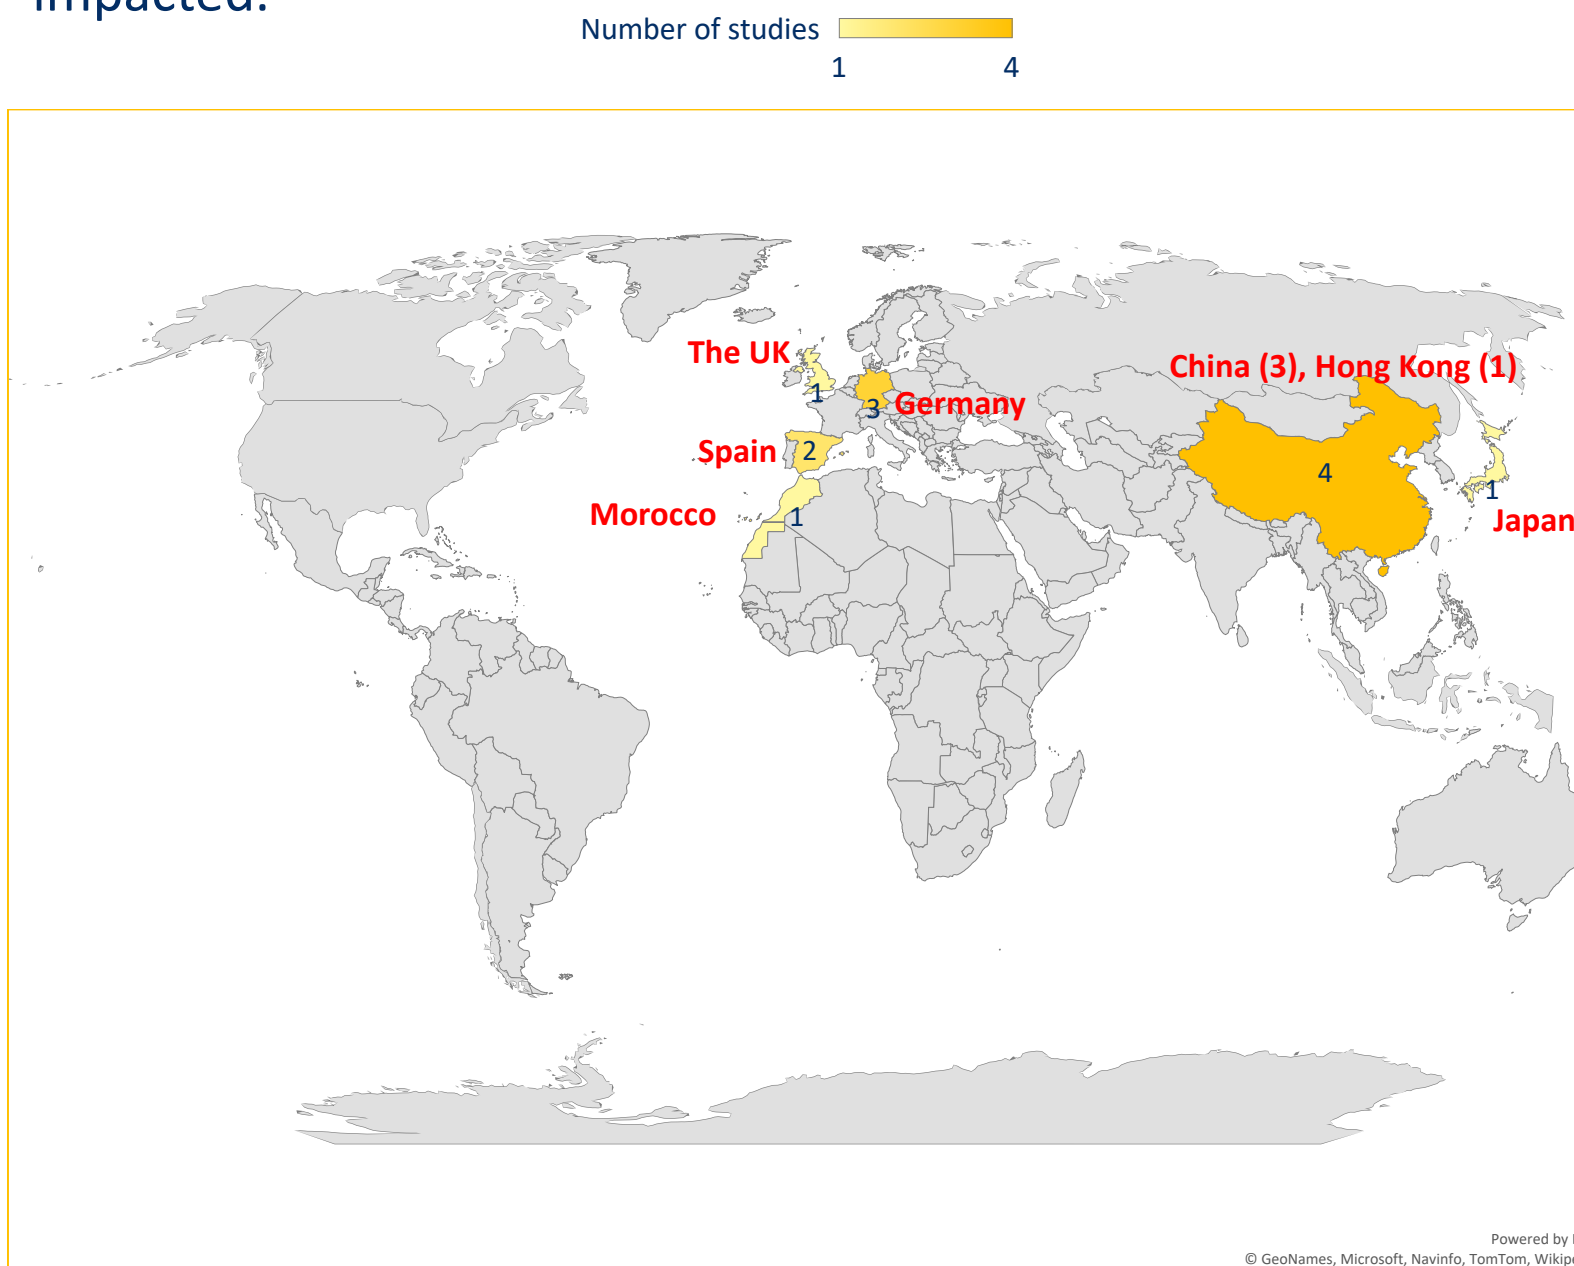 impacted.
Number of studies
1 4
The UK
China (3), Hong Kong (1)
1
3 Germany
Spain 2
4
1
Morocco 1
Japan
Powered by
© GeoNames, Microsoft, Navinfo, TomTom,